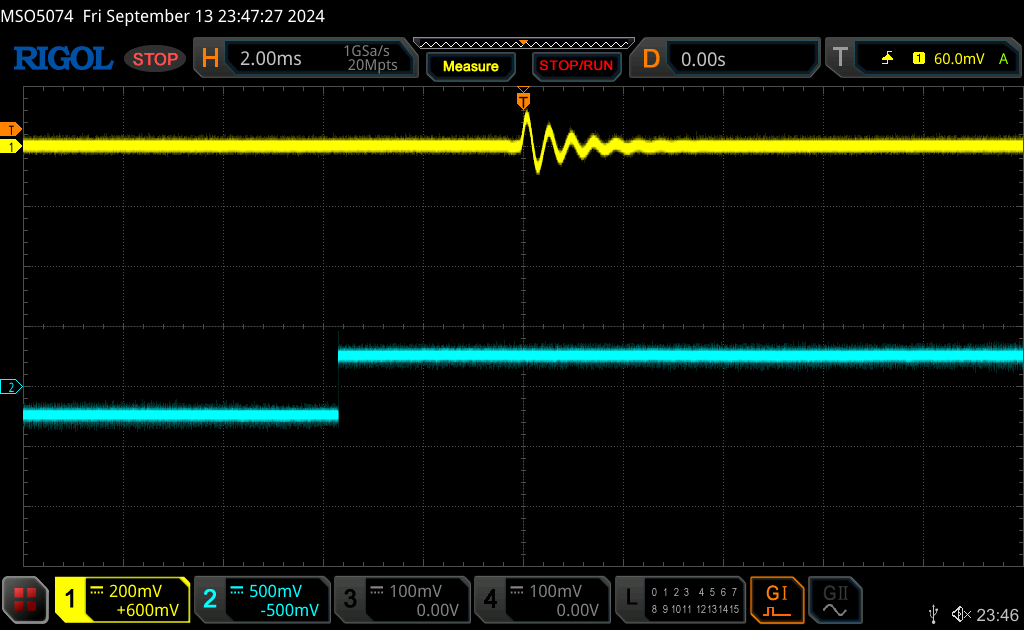 MSO5074 Fri September 13 23:47:27 2024
RIGOL STOP H 2.00ms 1GSa/s 20Mpts Measure STOP/RUN D 0.00s T 1 60.0mV A
T
T
1
2
1 200mV +600mV 2 500mV -500mV 3 100mV 0.00V 4 100mV 0.00V L 0 1 2 3 4 5 6 7 GI GII
8 9 10 11 12 13 14 15
23:46